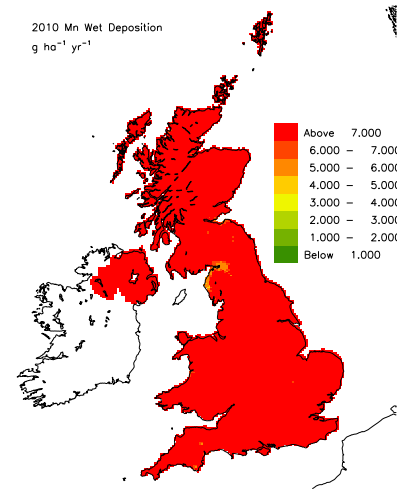 2010 Mn Wet Deposition
g ha⁻¹ yr⁻¹
Above 7.000
6.000 – 7.000
5.000 – 6.000
4.000 – 5.000
3.000 – 4.000
2.000 – 3.000
1.000 – 2.000
Below 1.000